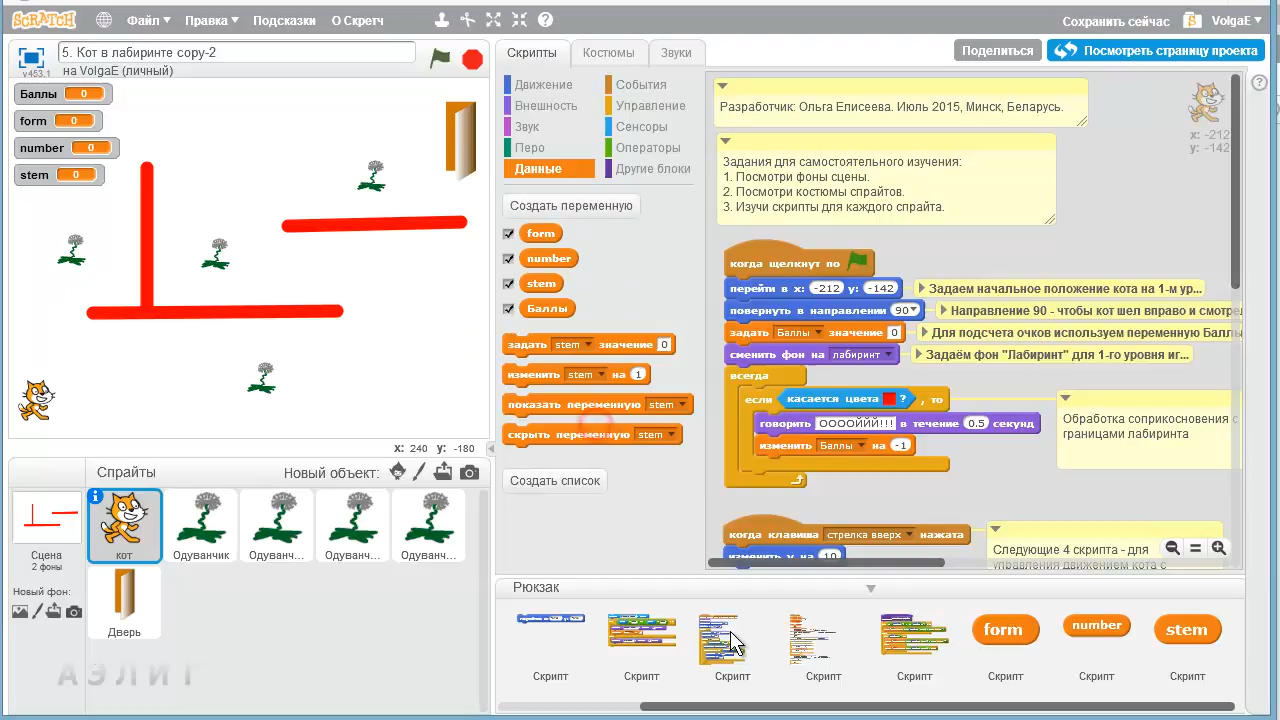 SCRATCH
Файл
Правка
Подсказки
О Скретч
Сохранить сейчас
S
VolgaE
v453.1
5. Кот в лабиринте copy-2
на VolgaE (личный)
Баллы 0
form 0
number 0
stem 0
x: 240 y: -180
Скрипты
Костюмы
Звуки
Поделиться
Посмотреть страницу проекта
Движение
События
Внешность
Управление
Звук
Сенсоры
Перо
Операторы
Данные
Другие блоки
Создать переменную
form
number
stem
Баллы
задать stem значение 0
изменить stem на 1
показать переменную stem
скрыть переменную stem
Создать список
Разработчик: Ольга Елисеева. Июль 2015, Минск, Беларусь.
Задания для самостоятельного изучения:
1. Посмотри фоны сцены.
2. Посмотри костюмы спрайтов.
3. Изучи скрипты для каждого спрайта.
x: -212
y: -142
когда щелкнут по
перейти в x: -212 y: -142
Задаем начальное положение кота на 1-м ур...
повернуть в направлении 90
Направление 90 - чтобы кот шел вправо и смотре
задать Баллы значение 0
Для подсчета очков используем переменную Баллы
сменить фон на лабиринт
Задаём фон "Лабиринт" для 1-го уровня иг...
всегда
если касается цвета ? , то
говорить ООООЙЙЙ!!! в течение 0.5 секунд
изменить Баллы на -1
Обработка соприкосновения с
границами лабиринта
когда клавиша стрелка вверх нажата
изменить y на 10
Следующие 4 скрипта - для
управления движением кота с
Спрайты
Новый объект:
Сцена
2 фоны
Новый фон:
кот
Одуванчик
Одуванч...
Одуванч...
Одуванч...
Дверь
АЭЛИТ
Рюкзак
form
number
stem
Скрипт
Скрипт
Скрипт
Скрипт
Скрипт
Скрипт
Скрипт
Скрипт